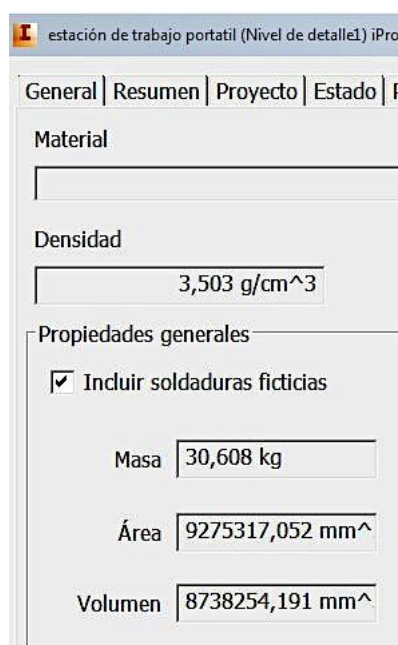 estación de trabajo portatil (Nivel de detalle1) iPro
General Resumen Proyecto Estado
Material
Densidad
3,503 g/cm^3
Propiedades generales
Incluir soldaduras ficticias
Masa 30,608 kg
Área 9275317,052 mm^
Volumen 8738254,191 mm^